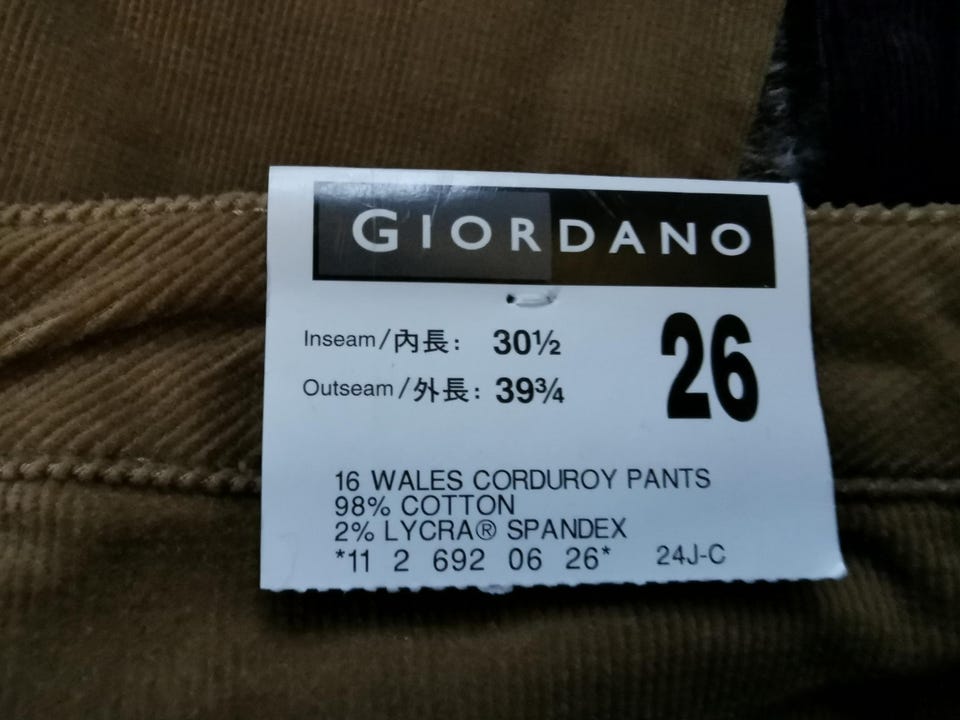 GIORDANO
Inseam/內長: 30½
26
Outseam/外長: 39¾
16 WALES CORDUROY PANTS
98% COTTON
2% LYCRA® SPANDEX
*11 2 692 06 26* 24J-C